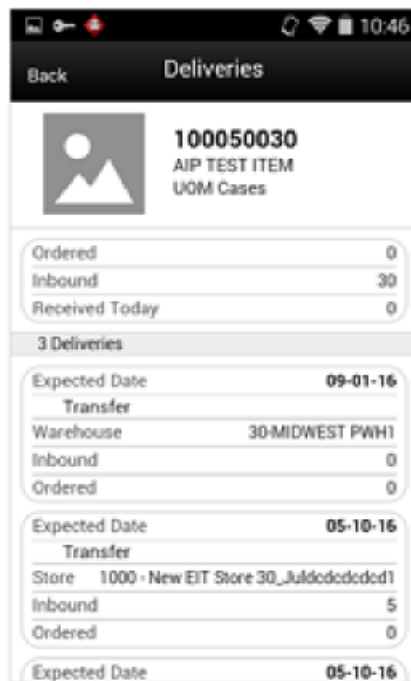 10:46
Back Deliveries
100050030
AIP TEST ITEM
UOM Cases
Ordered 0
Inbound 30
Received Today 0
3 Deliveries
Expected Date 09-01-16
Transfer
Warehouse 30-MIDWEST PWH1
Inbound 0
Ordered 0
Expected Date 05-10-16
Transfer
Store 1000 - New EIT Store 30_Juldcdcdcdcd1
Inbound 5
Ordered 0
Expected Date 05-10-16